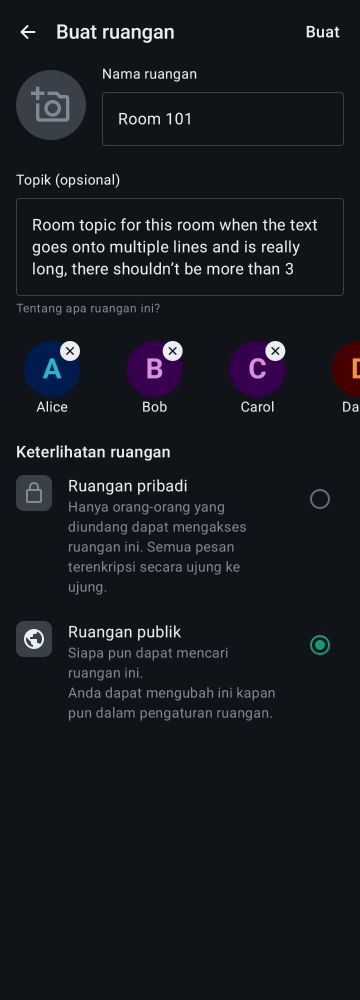 Buat ruangan
Buat
Nama ruangan
Room 101
Topik (opsional)
Room topic for this room when the text
goes onto multiple lines and is really
long, there shouldn’t be more than 3
Tentang apa ruangan ini?
A
B
C
Alice
Bob
Carol
Da
Keterlihatan ruangan
Ruangan pribadi
Hanya orang-orang yang
diundang dapat mengakses
ruangan ini. Semua pesan
terenkripsi secara ujung ke
ujung.
Ruangan publik
Siapa pun dapat mencari
ruangan ini.
Anda dapat mengubah ini kapan
pun dalam pengaturan ruangan.